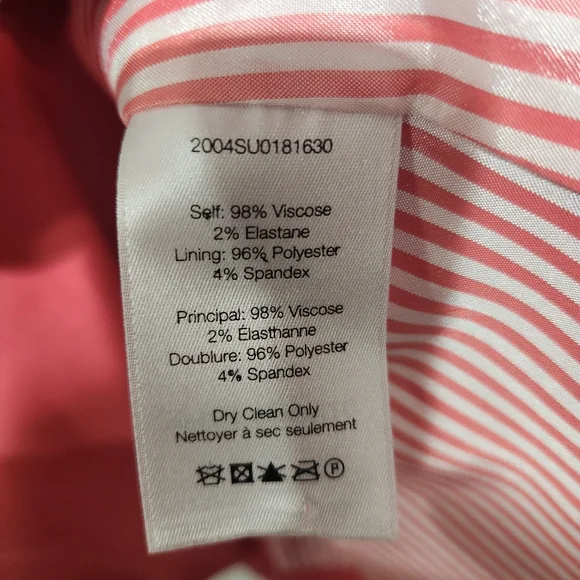 2004SU0181630
Self: 98% Viscose
2% Elastane
Lining: 96% Polyester
4% Spandex
Principal: 98% Viscose
2% Élasthanne
Doublure: 96% Polyester
4% Spandex
Dry Clean Only
Nettoyer à sec seulement
P